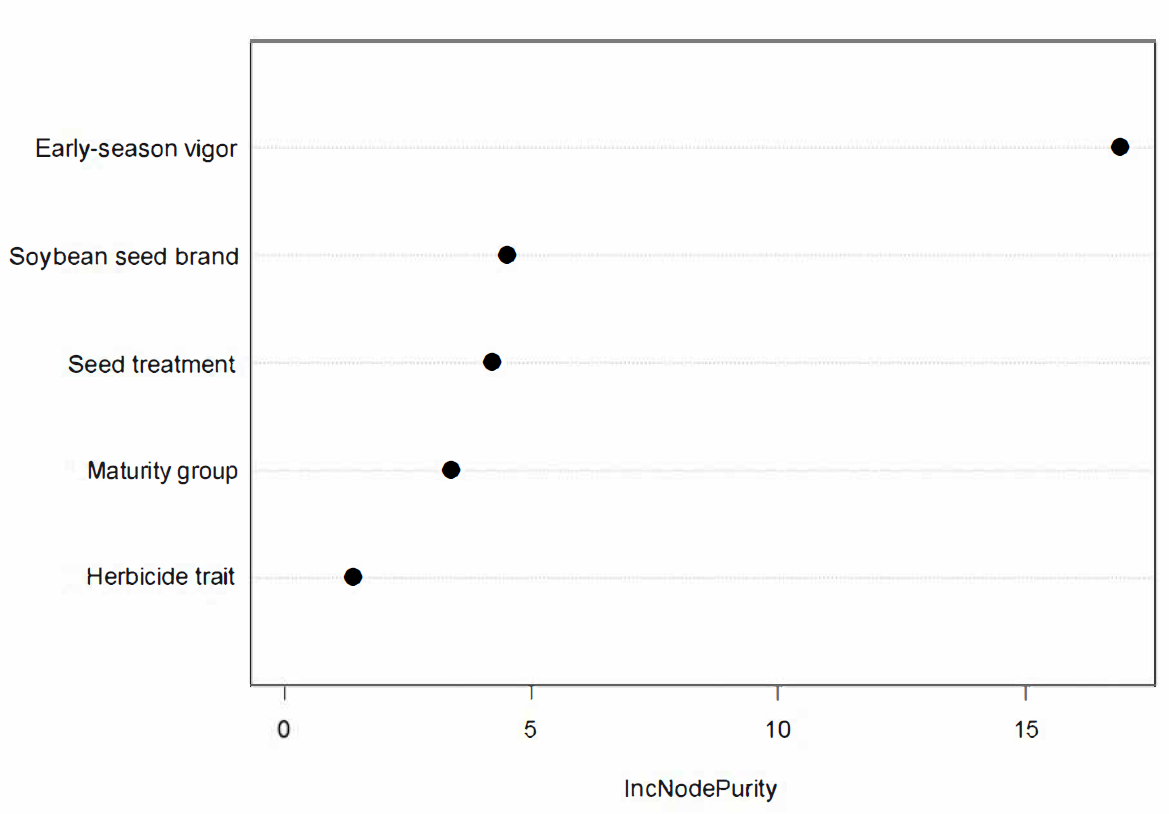 Early-season vigor
Soybean seed brand
Seed treatment
Maturity group
Herbicide trait
0 5 10 15
IncNodePurity